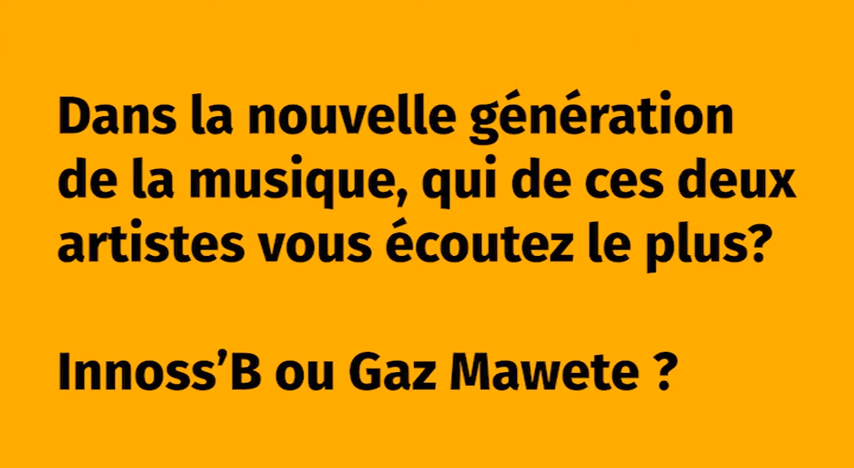 Dans la nouvelle génération
de la musique, qui de ces deux
artistes vous écoutez le plus?
Innoss’B ou Gaz Mawete ?